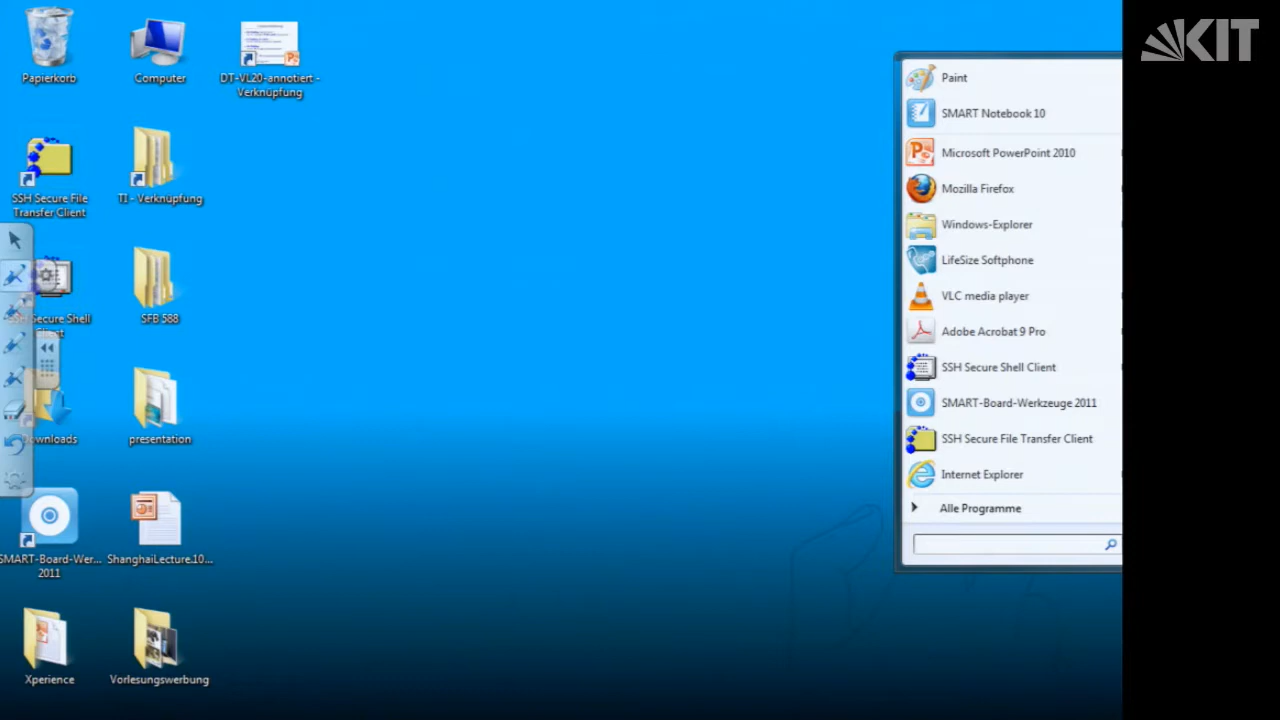 Papierkorb
Computer
DT-VL20-annotiert -
Verknüpfung
SSH Secure File
Transfer Client
TI - Verknüpfung
Secure Shell
SFB 588
Downloads
presentation
SMART-Board-Wer...
2011
ShanghaiLecture.10...
Xperience
Vorlesungswerbung
Paint
SMART Notebook 10
Microsoft PowerPoint 2010
Mozilla Firefox
Windows-Explorer
LifeSize Softphone
VLC media player
Adobe Acrobat 9 Pro
SSH Secure Shell Client
SMART-Board-Werkzeuge 2011
SSH Secure File Transfer Client
Internet Explorer
Alle Programme
KIT